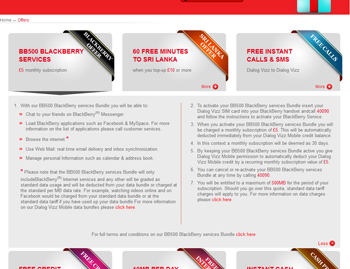 Home — Offers
BLACKBERRY OFFER
BB500 BLACKBERRY
SERVICES
£5 monthly subscription
SRI LANKA OFFER
60 FREE MINUTES
TO SRI LANKA
when you top-up £10 or more
More
FREE CALLS
FREE INSTANT
CALLS & SMS
Dialog Vizz to Dialog Vizz
More
1. With our BB500 BlackBerry services Bundle you will be able to:
Chat to your friends on BlackBerry(TM) Messenger.
Load BlackBerry applications such as Facebook & MySpace. For more
information on the list of applications please call customer services.
Browse the internet *
Use Web Mail: real time email delivery and inbox synchronisation
Manage personal Information such as calendar & address book.
* Please note that the BB500 BlackBerry services Bundle will only
includeBlackBerry(TM) Internet services and any other will be graded as
standard data usage and will be deducted from your data bundle or charged at
the standard per MB data rate. For example, watching videos online and on
Facebook would be charged from your standard data bundle or at the
standard data tariff if you have used up your data bundle For more information
on our Dialog Vizz Mobile data bundles please click here.
2. To activate your BB500 BlackBerry services Bundle insert your
Dialog Vizz SIM card into your BlackBerry handset and call 40090
and follow the instructions to activate your BlackBerry Service.
3. When you activate your BB500 BlackBerry services Bundle you will
be charged a monthly subscription of £5. This will be automatically
deducted immediately from your Dialog Vizz Mobile credit balance.
4. In this context a monthly subscription will be deemed as 30 days.
5. By keeping your BB500 BlackBerry services Bundle active you give
Dialog Vizz Mobile permission to automatically deduct your Dialog
Vizz Mobile credit by a recurring monthly subscription value of £5.
6. You can cancel or re-activate your BB500 BlackBerry services
Bundle at any time by calling 40090
7. You will be entitled to a maximum of 500MB for the period of your
subscription. Should you go over this quota, standard data tariff
charges will apply to you. For more information on data charges
please click here.
For full terms and conditions on our BB500 BlackBerry services Bundle click here
Less
FREE CREDIT
10MB PER DAY
INSTANT CASH